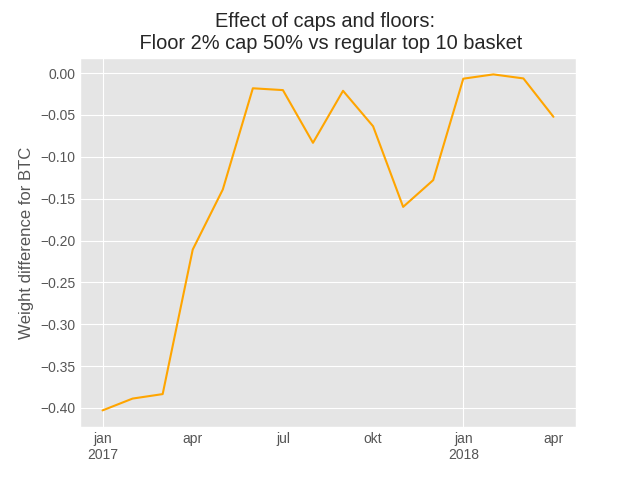 Effect of caps and floors:
Floor 2% cap 50% vs regular top 10 basket
Weight difference for BTC
0.00
−0.05
−0.10
−0.15
−0.20
−0.25
−0.30
−0.35
−0.40
jan
2017
apr
jul
okt
jan
2018
apr